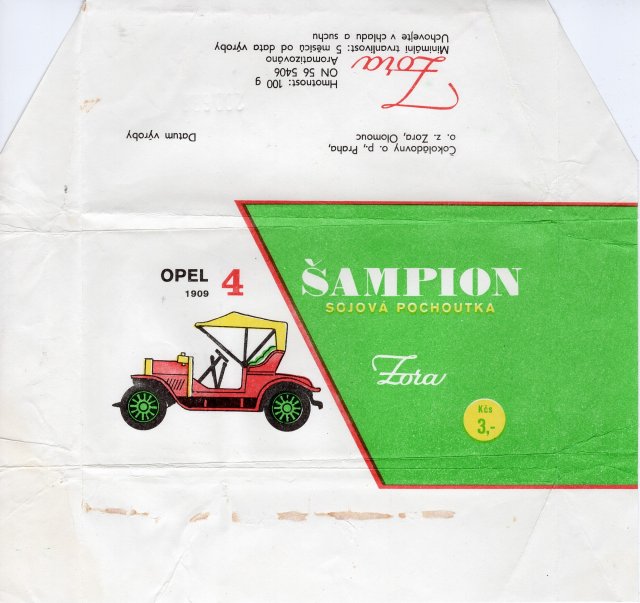 Čokoládovny o. p., Praha,
o. z. Zora, Olomouc
Datum výroby
Hmotnost: 100 g
ON 56 5406
Aromatizováno
Minimální trvanlivost: 5 měsíců od data výroby
Uchovejte v chladu a suchu
Zora
OPEL 4
1909
ŠAMPION
SOJOVÁ POCHOUTKA
Zora
Kčs
3,-